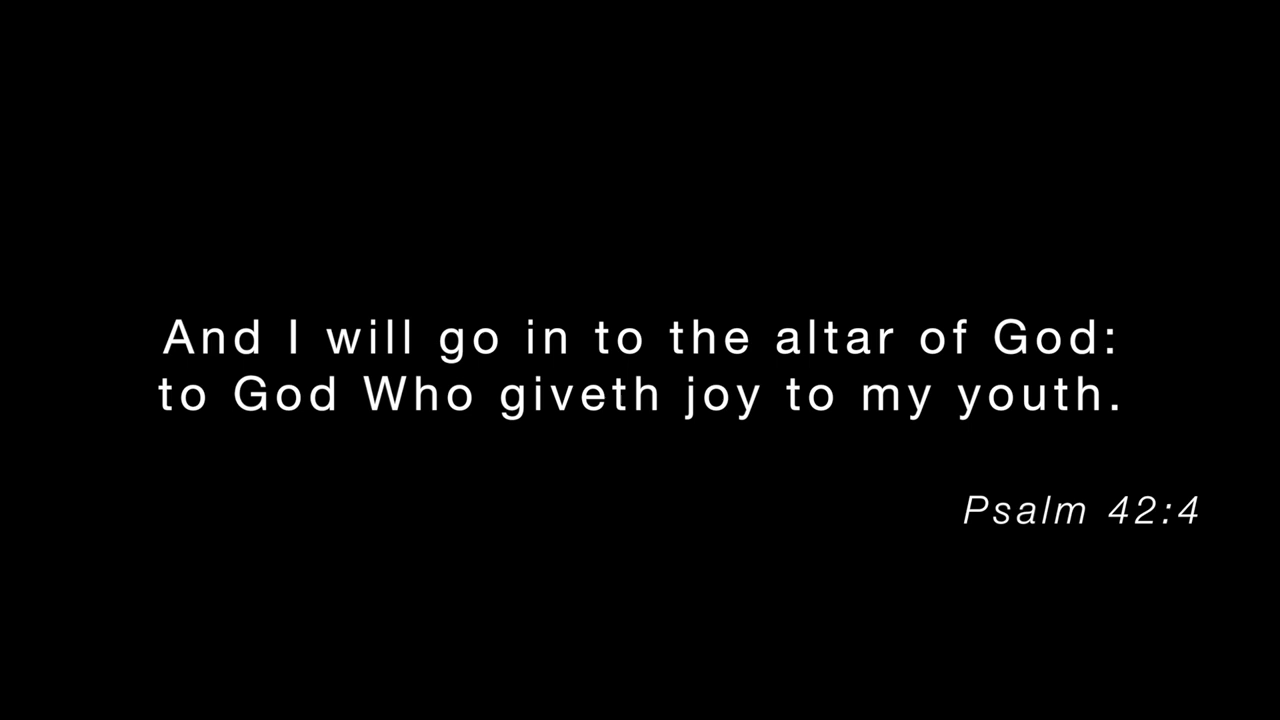 And I will go in to the altar of God:
to God Who giveth joy to my youth.
Psalm 42:4